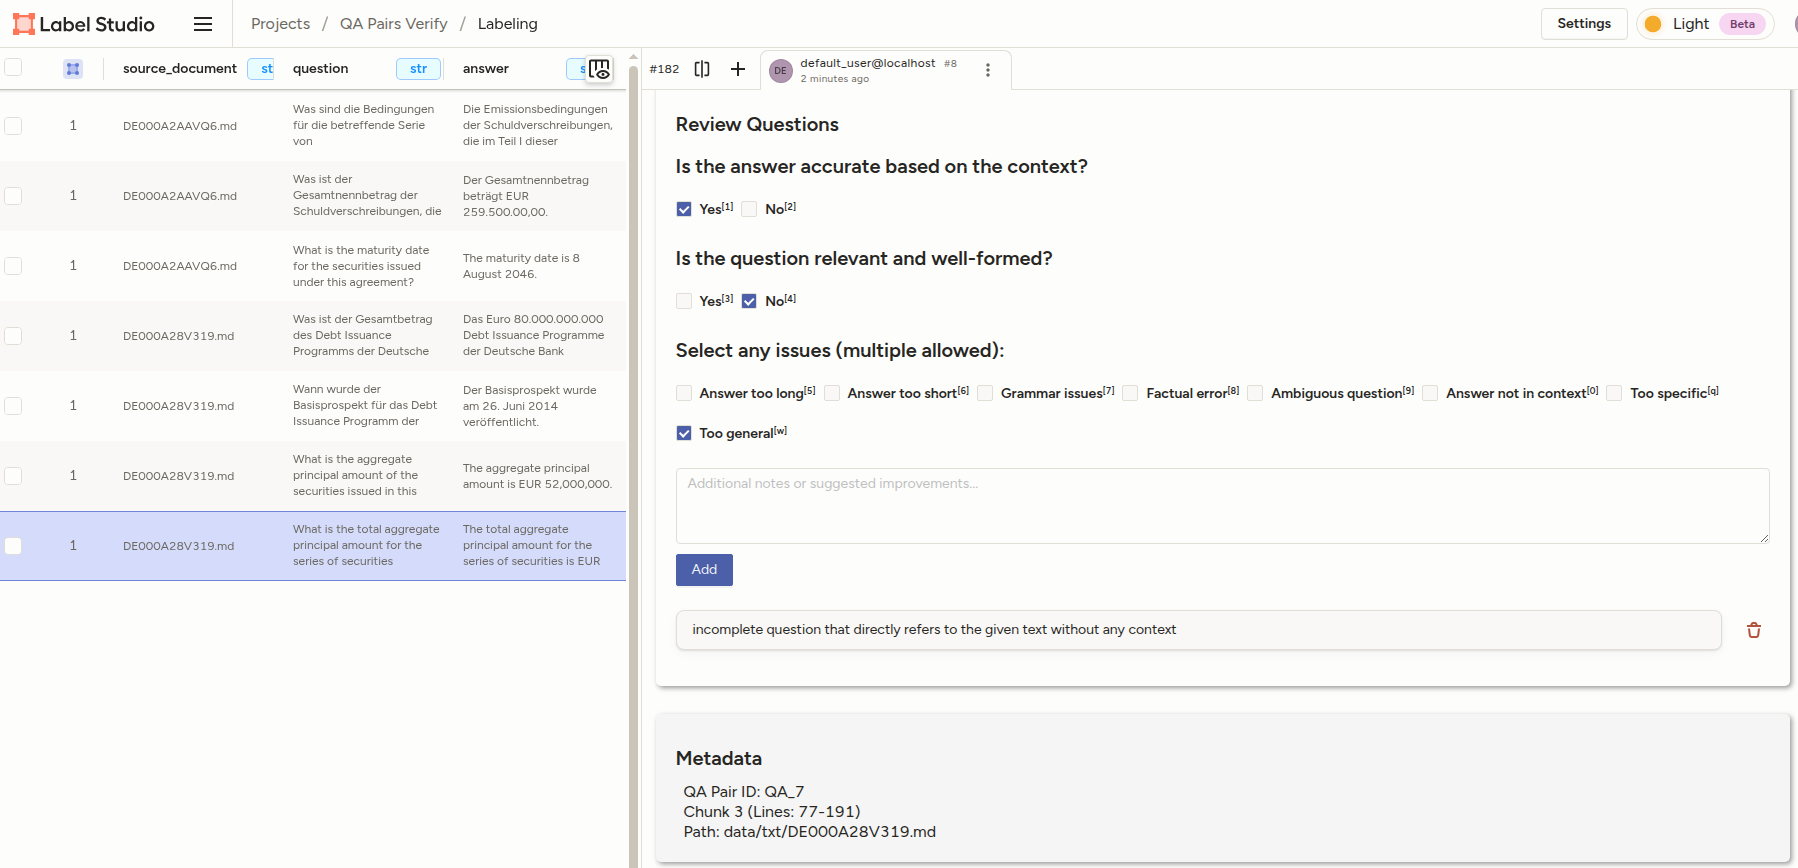 Label Studio
Projects / QA Pairs Verify / Labeling
Settings
Light Beta
source_document
question str
answer
1 DE000A2AAVQ6.md
Was sind die Bedingungen
für die betreffende Serie
von
Die Emissionsbedingungen
der Schuldverschreibungen,
die im Teil I dieser
1 DE000A2AAVQ6.md
Was ist der
Gesamtnennbetrag der
Schuldverschreibungen, die
Der Gesamtnennbetrag
beträgt EUR
259.500.00,00.
1 DE000A2AAVQ6.md
What is the maturity date
for the securities issued
under this agreement?
The maturity date is 8
August 2046.
1 DE000A28V319.md
Was ist der Gesamtbetrag
des Debt Issuance
Programms der Deutsche
Das Euro 80.000.000.000
Debt Issuance Programme
der Deutsche Bank
1 DE000A28V319.md
Wann wurde der
Basisprospekt für das Debt
Issuance Programm der
Der Basisprospekt wurde
am 26. Juni 2014
veröffentlicht.
1 DE000A28V319.md
What is the aggregate
principal amount of the
securities issued in this
The aggregate principal
amount is EUR 52,000,000.
1 DE000A28V319.md
What is the total aggregate
principal amount for the
series of securities
The total aggregate
principal amount for the
series of securities is EUR
#182
DE
default_user@localhost #8
2 minutes ago
Review Questions
Is the answer accurate based on the context?
Yes[1] No[2]
Is the question relevant and well-formed?
Yes[3] No[4]
Select any issues (multiple allowed):
Answer too long[5] Answer too short[6] Grammar issues[7] Factual error[8] Ambiguous question[9] Answer not in context[0] Too specific[q]
Too general[w]
Additional notes or suggested improvements...
Add
incomplete question that directly refers to the given text without any context
Metadata
QA Pair ID: QA_7
Chunk 3 (Lines: 77-191)
Path: data/txt/DE000A28V319.md